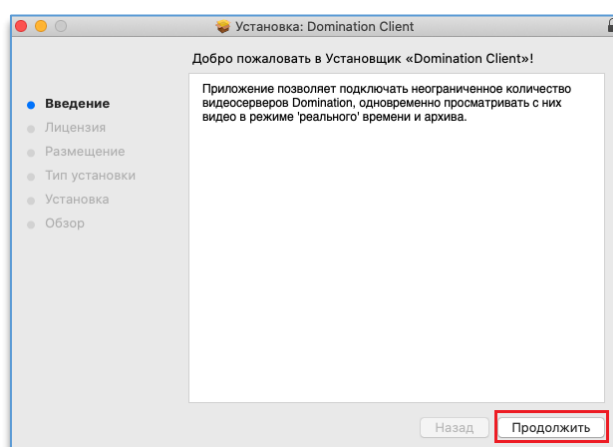 Установка: Domination Client
Добро пожаловать в Установщик «Domination Client»!
Введение
Лицензия
Размещение
Тип установки
Установка
Обзор
Приложение позволяет подключать неограниченное количество
видеосерверов Domination, одновременно просматривать с них
видео в режиме 'реального' времени и архива.
Назад
Продолжить